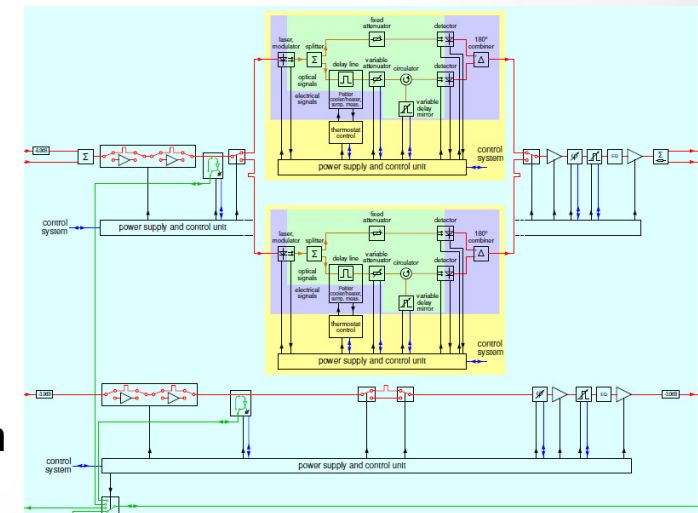 fixed
attenuator
detector
180º
combiner
laser,
modulator
splitter
Σ
Δ
delay line
variable
attenuator
circulator
detector
optical
signals
electrical
signals
Peltier
cooler/heater,
temp. meas.
variable
delay
mirror
thermostat
control
control
system
power supply and control unit
Σ
EQ
Σ
control
system
power supply and control unit
fixed
attenuator
detector
180º
combiner
laser,
modulator
splitter
Σ
Δ
delay line
variable
attenuator
circulator
detector
optical
signals
electrical
signals
Peltier
cooler/heater,
temp. meas.
variable
delay
mirror
thermostat
control
control
system
power supply and control unit
EQ
control
system
power supply and control unit